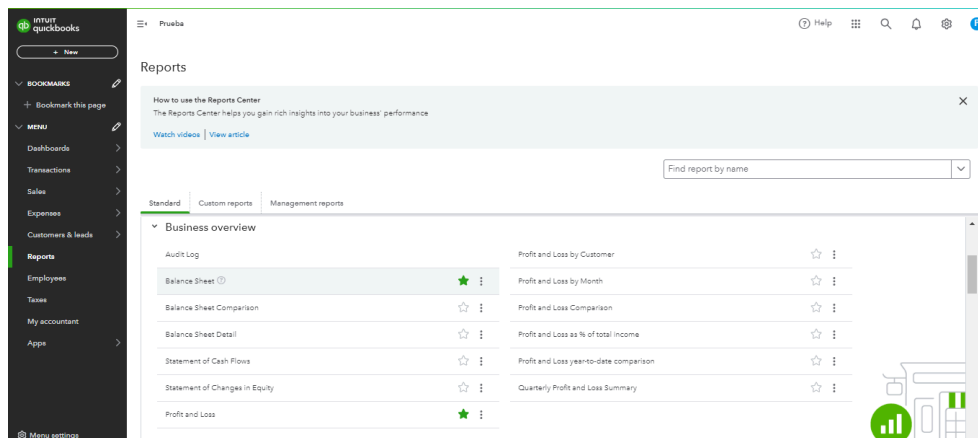 qb INTUIT quickbooks
Prueba
Help
+ New
Reports
BOOKMARKS
+ Bookmark this page
MENU
Dashboards
Transactions
Sales
Expenses
Customers & leads
Reports
Employees
Taxes
My accountant
Apps
Menu settings
How to use the Reports Center
The Reports Center helps you gain rich insights into your business' performance
Watch videos | View article
Find report by name
Standard
Custom reports
Management reports
Business overview
Audit Log
Balance Sheet
Balance Sheet Comparison
Balance Sheet Detail
Statement of Cash Flows
Statement of Changes in Equity
Profit and Loss
Profit and Loss by Customer
Profit and Loss by Month
Profit and Loss Comparison
Profit and Loss as % of total income
Profit and Loss year-to-date comparison
Quarterly Profit and Loss Summary